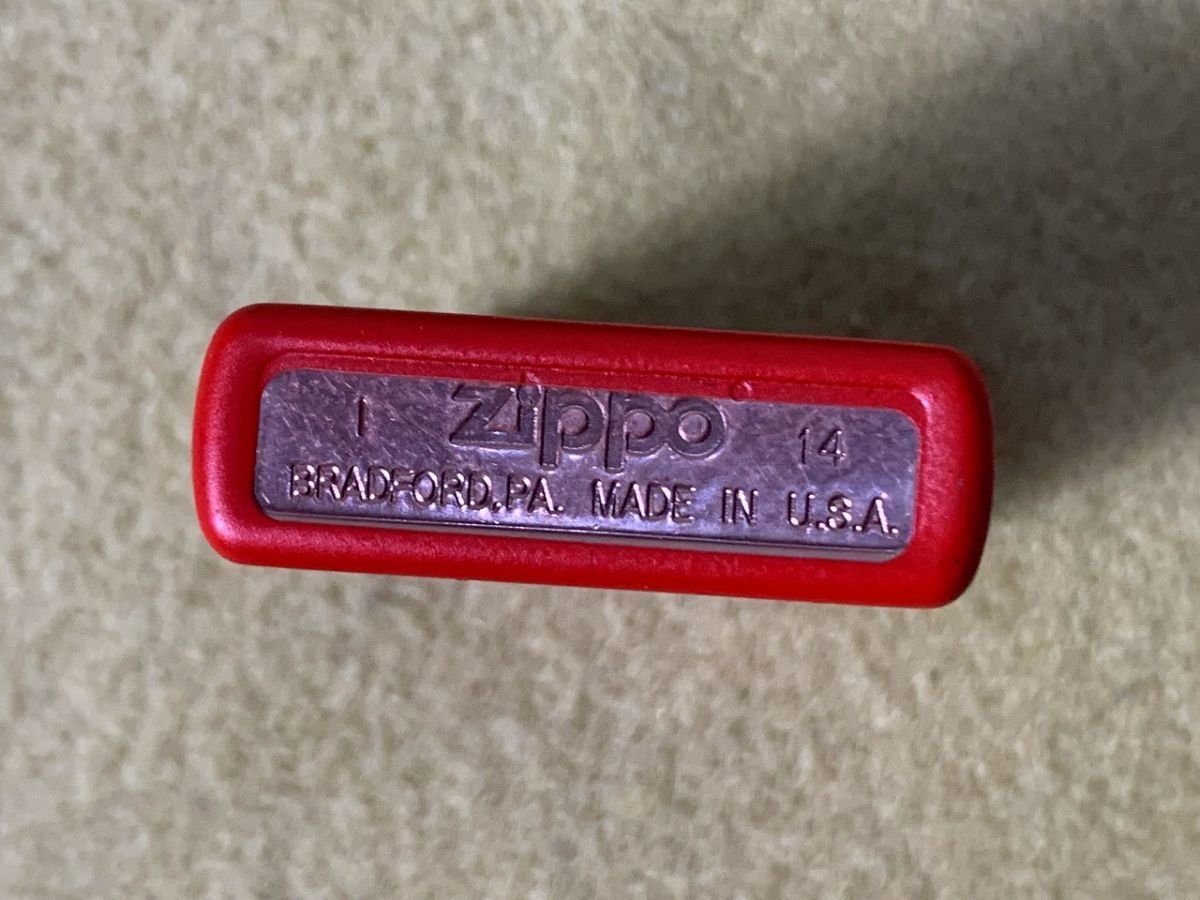 I Zippo 14
BRADFORD, PA. MADE IN U.S.A.